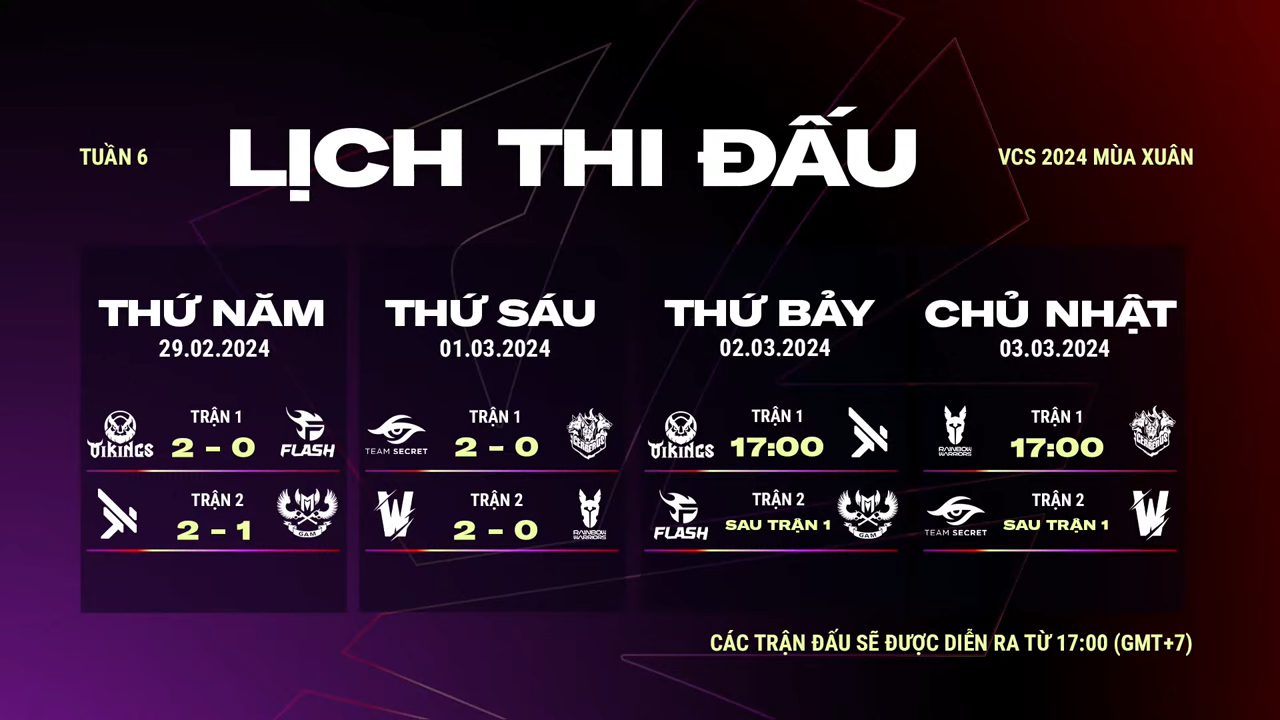 TUẦN 6
LỊCH THI ĐẤU
VCS 2024 MÙA XUÂN
THỨ NĂM
29.02.2024
VIKINGS
TRẬN 1
2 - 0
FLASH
TRẬN 2
2 - 1
GAM
THỨ SÁU
01.03.2024
TEAM SECRET
TRẬN 1
2 - 0
CERBEROS
W
TRẬN 2
2 - 0
RAINBOW
WARRIORS
THỨ BẢY
02.03.2024
VIKINGS
TRẬN 1
17:00
FLASH
TRẬN 2
SAU TRẬN 1
GAM
CHỦ NHẬT
03.03.2024
RAINBOW
WARRIORS
TRẬN 1
17:00
CERBEROS
TEAM SECRET
TRẬN 2
SAU TRẬN 1
W
CÁC TRẬN ĐẤU SẼ ĐƯỢC DIỄN RA TỪ 17:00 (GMT+7)